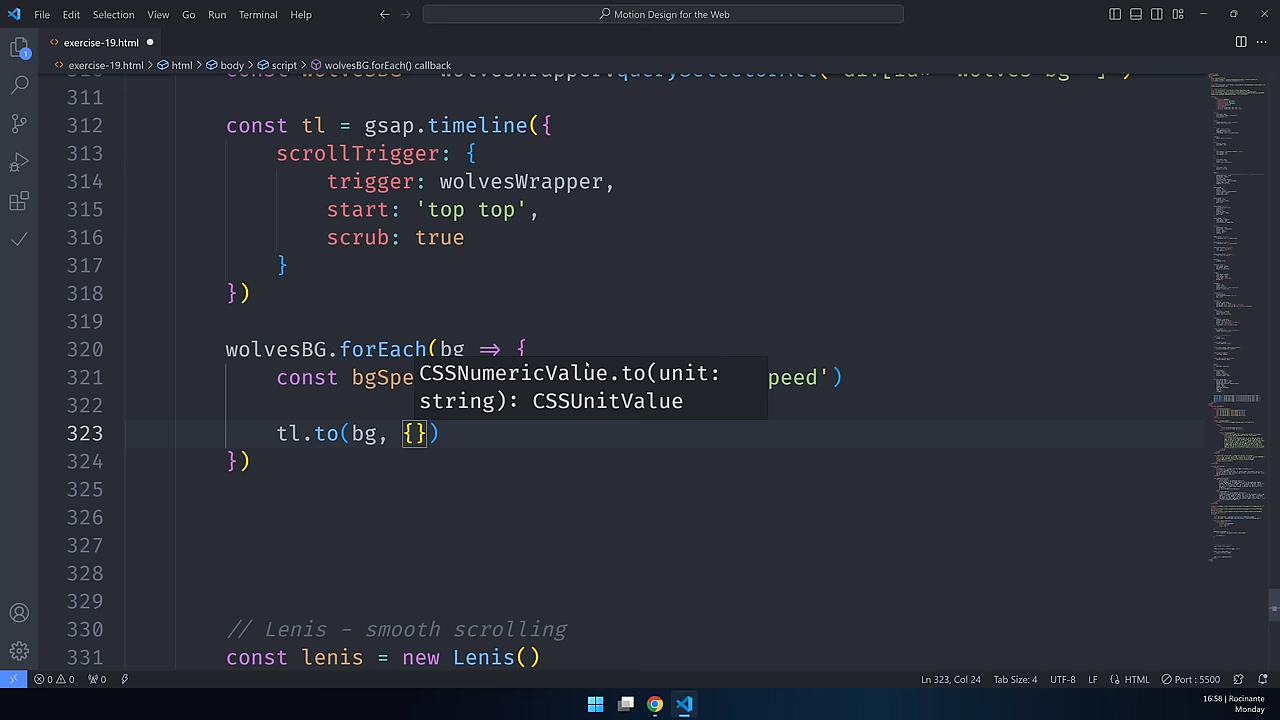 File Edit Selection View Go Run Terminal Help
Motion Design for the Web
exercise-19.html
exercise-19.html > html > body > script > wolvesBG.forEach() callback
311
312 const tl = gsap.timeline({
313 scrollTrigger: {
314 trigger: wolvesWrapper,
315 start: 'top top',
316 scrub: true
317 }
318 })
319
320 wolvesBG.forEach(bg => {
321 const bgSpe
peed')
CSSNumericValue.to(unit:
string): CSSUnitValue
322
323 tl.to(bg, {})
324 })
325
326
327
328
329
330 // Lenis - smooth scrolling
331 const lenis = new Lenis()
1
0 0 0 Ln 323, Col 24 Tab Size: 4 UTF-8 LF HTML Port : 5500
16:58 | Rocinante
Monday